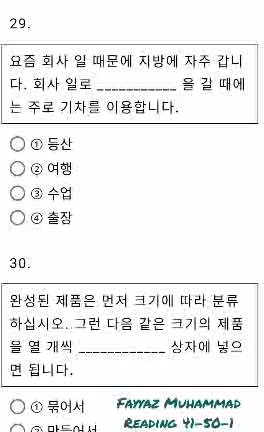 29.
요즘 회사 일 때문에 지방에 자주 갑니
다. 회사 일로 ___________ 을 갈 때에
는 주로 기차를 이용합니다.
① 등산
② 여행
③ 수업
④ 출장
30.
완성된 제품은 먼저 크기에 따라 분류
하십시오. 그런 다음 같은 크기의 제품
을 열 개씩 ____________ 상자에 넣으
면 됩니다.
① 묶어서
FAYYAZ MUHAMMAD
READING 41-50-1